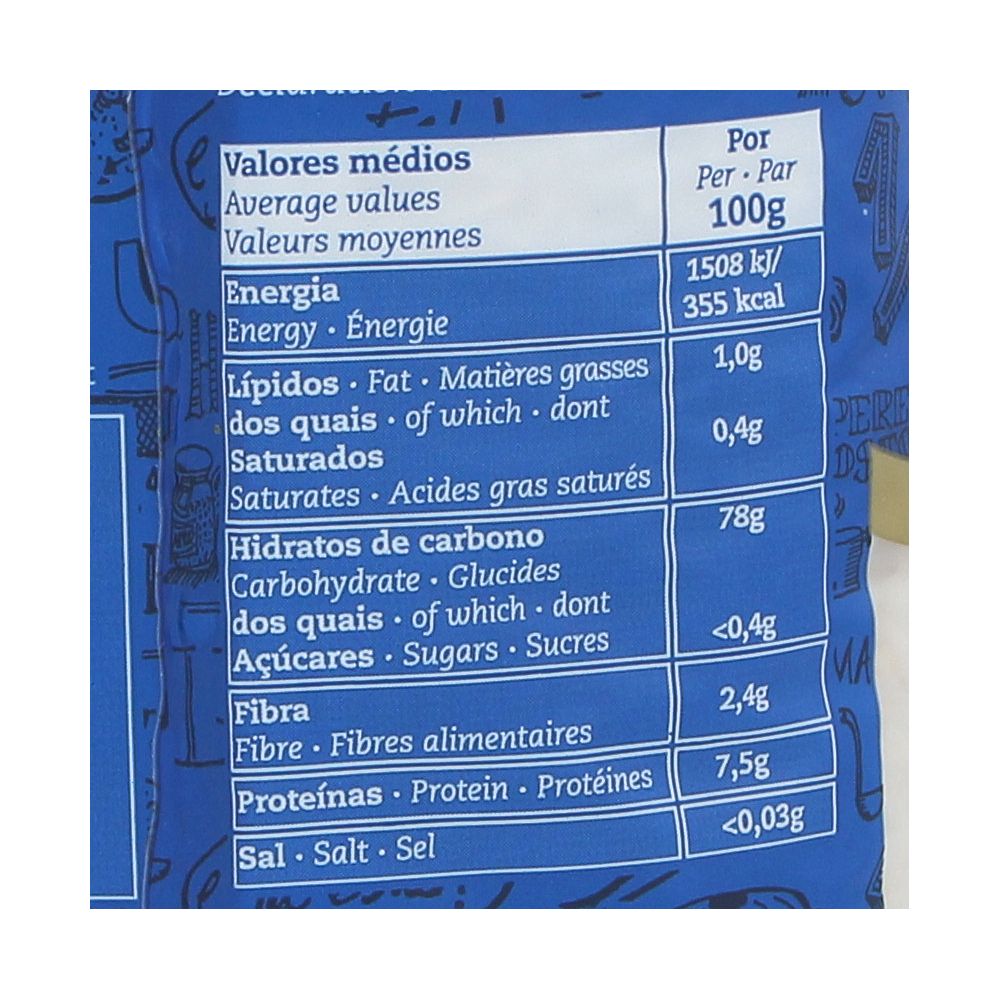 Valores médios
Average values
Valeurs moyennes
Por
Per · Par
100g
Energia
Energy · Énergie
1508 kJ/
355 kcal
Lípidos · Fat · Matières grasses
1,0g
dos quais · of which · dont
Saturados
0,4g
Saturates · Acides gras saturés
Hidratos de carbono
78g
Carbohydrate · Glucides
dos quais · of which · dont
Açúcares · Sugars · Sucres
<0,4g
Fibra
Fibre · Fibres alimentaires
2,4g
Proteínas · Protein · Protéines
7,5g
Sal · Salt · Sel
<0,03g